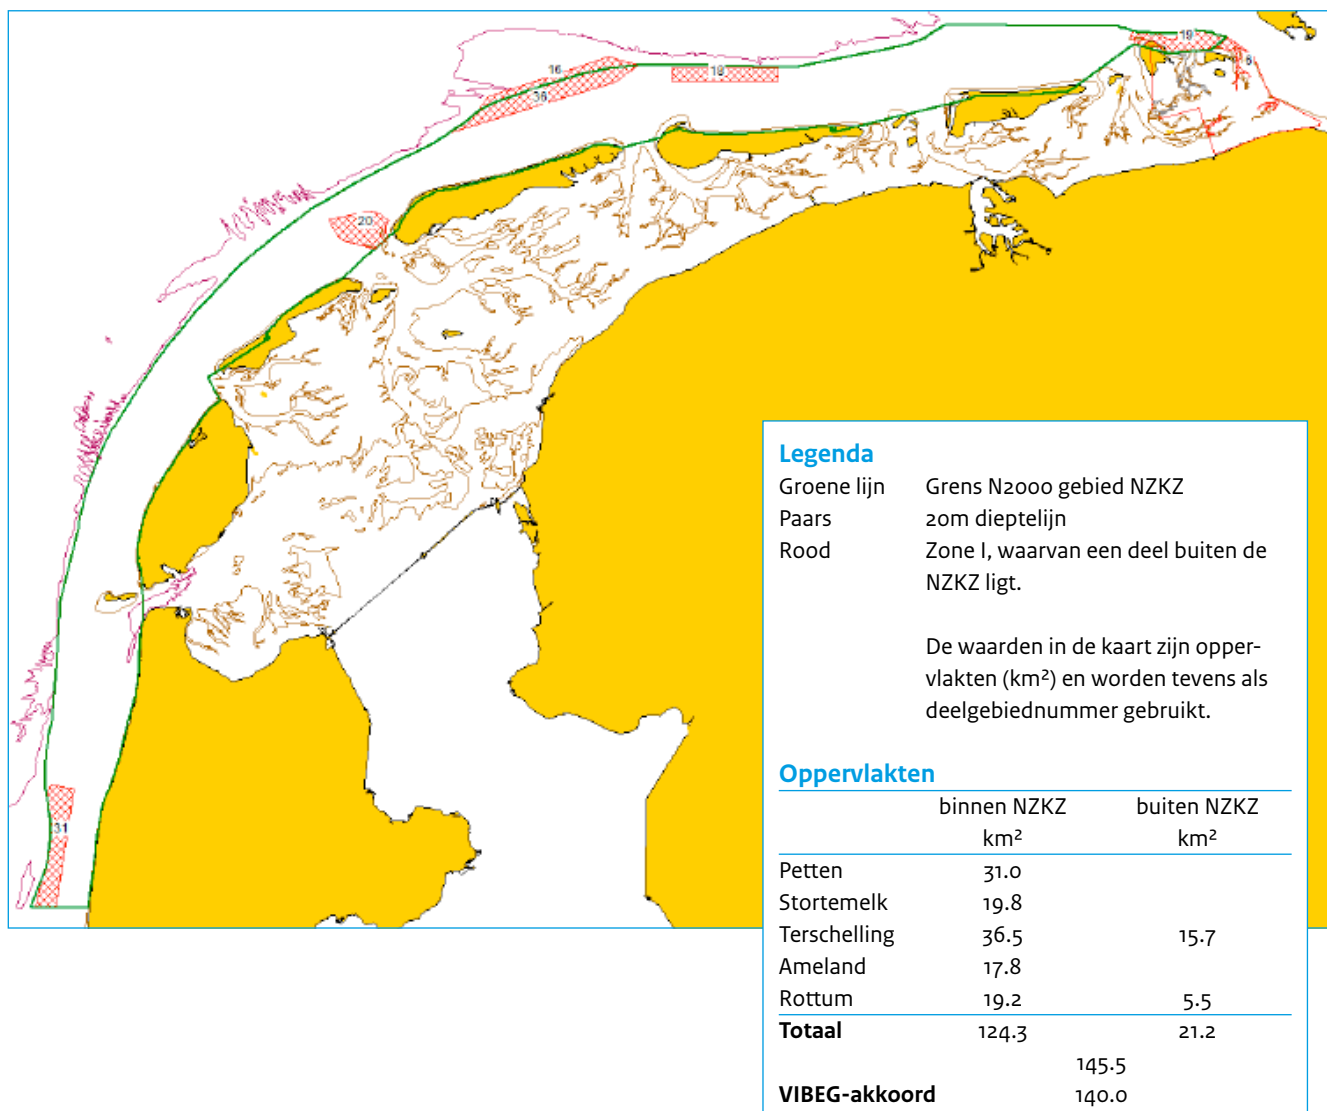 19
6
16
36
18
20
31
Legenda
Groene lijn Grens N2000 gebied NZKZ
Paars 20m dieptelijn
Rood Zone I, waarvan een deel buiten de
NZKZ ligt.
De waarden in de kaart zijn opper-
vlakten (km²) en worden tevens als
deelgebiednummer gebruikt.
Oppervlakten
binnen NZKZ buiten NZKZ
km² km²
Petten 31.0
Stortemelk 19.8
Terschelling 36.5 15.7
Ameland 17.8
Rottum 19.2 5.5
Totaal 124.3 21.2
145.5
VIBEG-akkoord 140.0